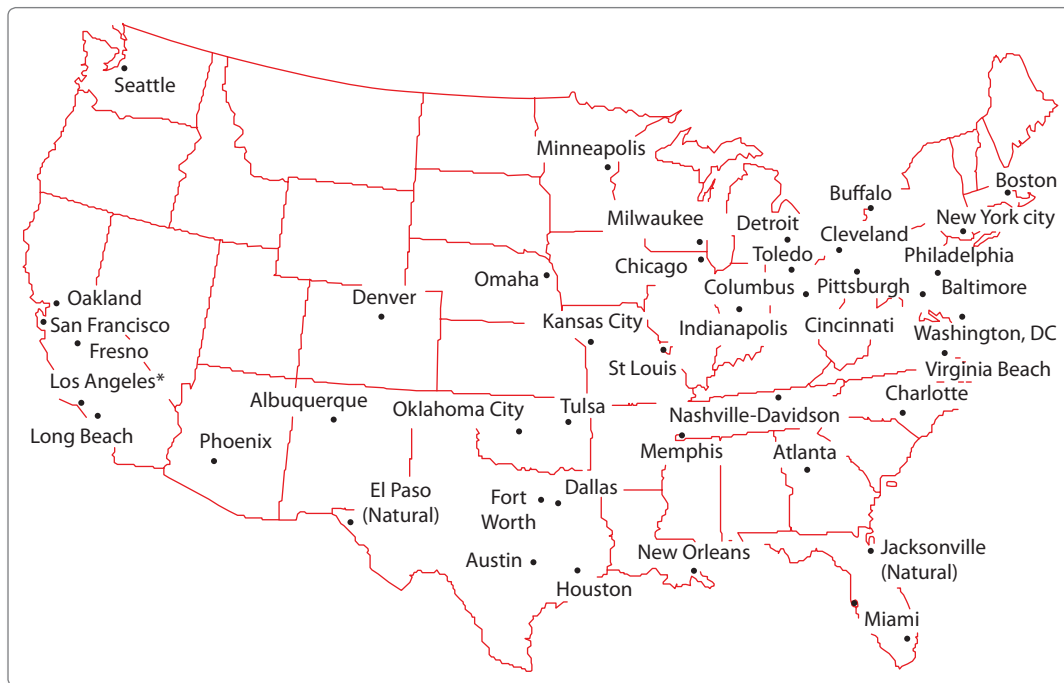 Seattle
Minneapolis
Boston
Buffalo
Milwaukee
Detroit
New York city
Cleveland
Toledo
Philadelphia
Chicago
Omaha
Columbus
Pittsburgh
Baltimore
Oakland
Denver
San Francisco
Kansas City
Indianapolis
Cincinnati
Washington, DC
Fresno
St Louis
Virginia Beach
Los Angeles*
Albuquerque
Oklahoma City
Tulsa
Charlotte
Nashville-Davidson
Long Beach
Phoenix
Memphis
Atlanta
El Paso
(Natural)
Fort
Worth
Dallas
New Orleans
Austin
Houston
Jacksonville
(Natural)
Miami